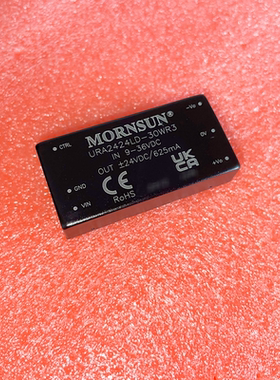 MORNSUN®
URA2424LD-30WR3
IN 9-36VDC
OUT ±24VDC/625mA
CTRL
GND
VIN
-Vo
0V
+Vo
CE
RoHS
UK
CA